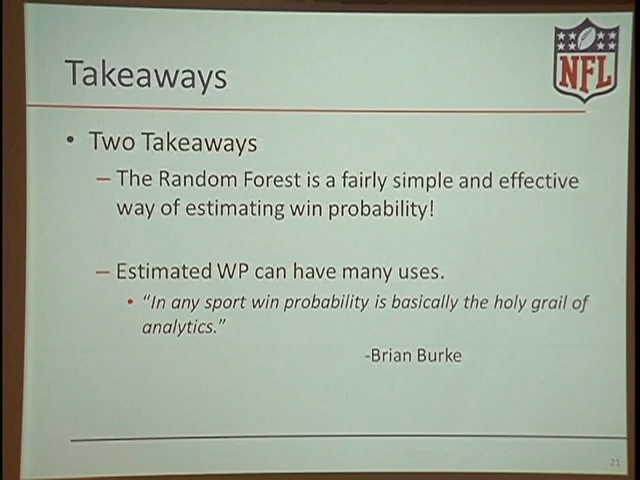 NFL
Takeaways
• Two Takeaways
– The Random Forest is a fairly simple and effective
way of estimating win probability!
– Estimated WP can have many uses.
• “In any sport win probability is basically the holy grail of
analytics.”
-Brian Burke
21